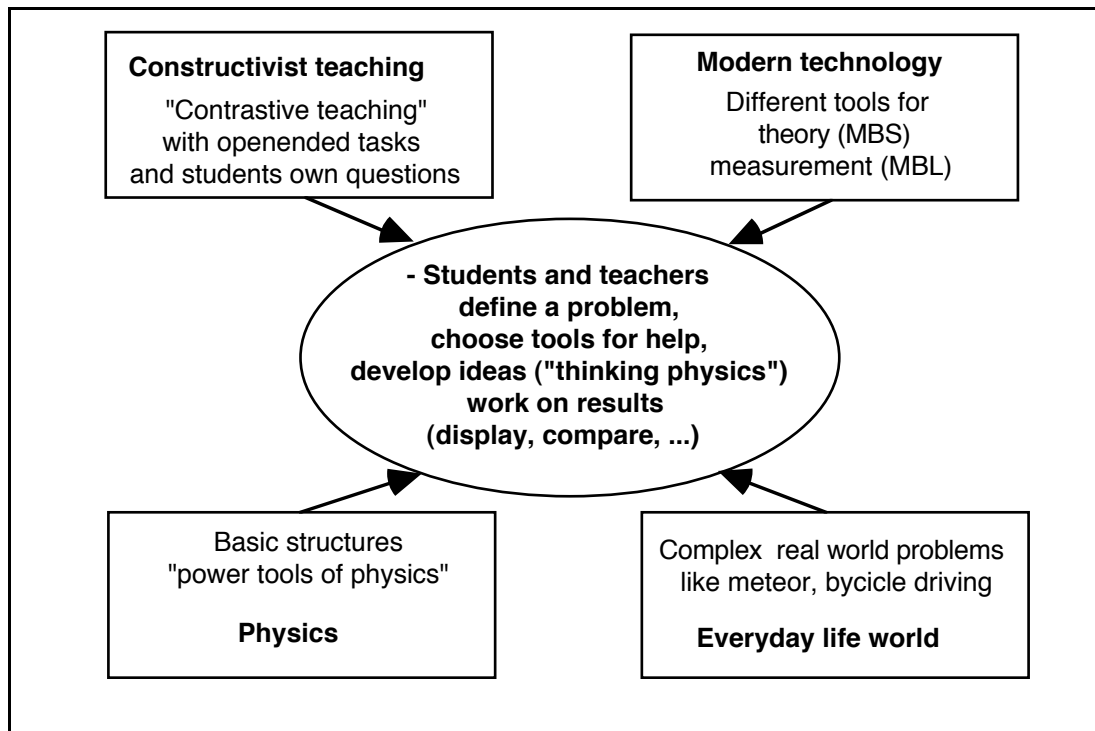 Constructivist teaching
"Contrastive teaching"
with openended tasks
and students own questions
Modern technology
Different tools for
theory (MBS)
measurement (MBL)
- Students and teachers
define a problem,
choose tools for help,
develop ideas ("thinking physics")
work on results
(display, compare, ...)
Basic structures
"power tools of physics"
Physics
Complex real world problems
like meteor, bycicle driving
Everyday life world